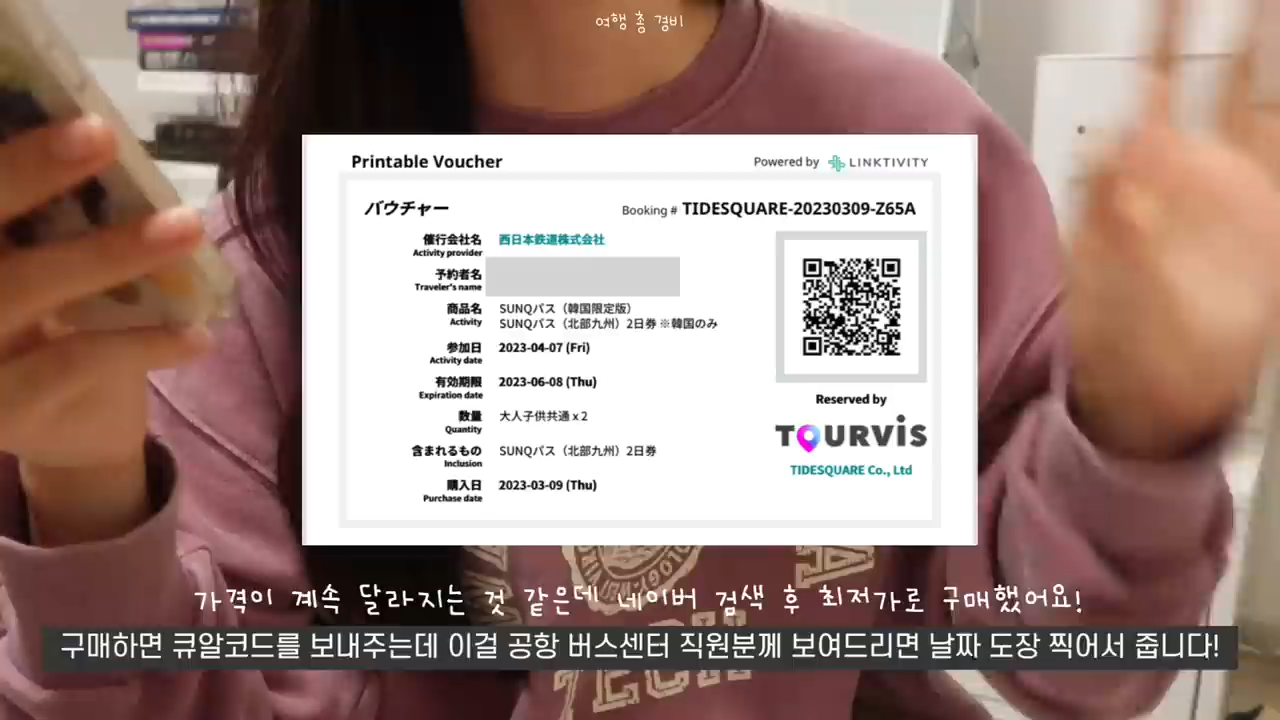 여행 총 경비
Printable Voucher
Powered by LINKTIVITY
バウチャー
Booking # TIDESQUARE-20230309-Z65A
催行会社名 西日本鉄道株式会社
Activity provider
予約者名
Traveler's name
商品名 SUNQパス（韓国限定版）
Activity SUNQパス（北部九州）2日券 ※韓国のみ
参加日 2023-04-07 (Fri)
Activity date
有効期限 2023-06-08 (Thu)
Expiration date
数量 大人子供共通 x 2
Quantity
含まれるもの SUNQパス（北部九州）2日券
Inclusion
購入日 2023-03-09 (Thu)
Purchase date
Reserved by
TOURVIS
TIDESQUARE Co., Ltd
가격이 계속 달라지는 것 같은데 네이버 검색 후 최저가로 구매했어요!
구매하면 큐알코드를 보내주는데 이걸 공항 버스센터 직원분께 보여드리면 날짜 도장 찍어서 줍니다!
TECH